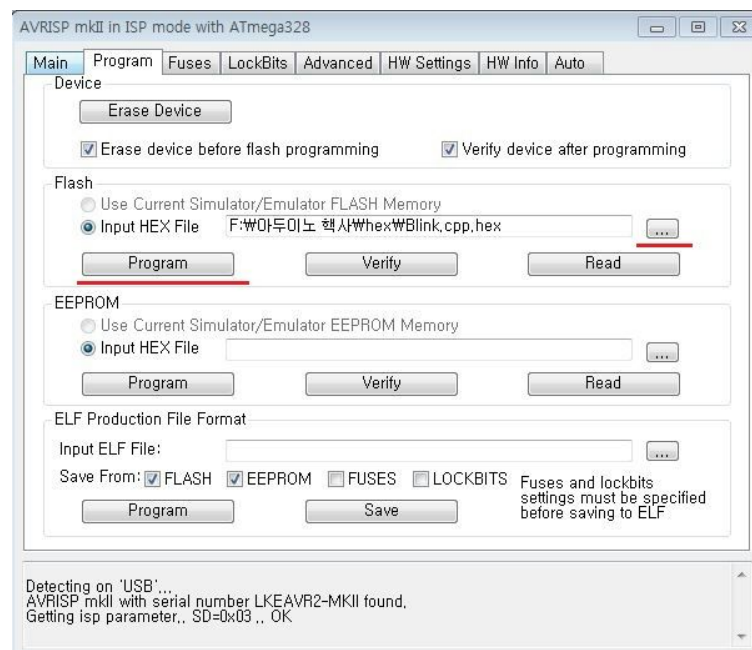 AVRISP mkII in ISP mode with ATmega328
Main Program Fuses LockBits Advanced HW Settings HW Info Auto
Device
Erase Device
Erase device before flash programming Verify device after programming
Flash
Use Current Simulator/Emulator FLASH Memory
Input HEX File F:₩아두이노 핵사₩hex₩Blink.cpp.hex ...
Program Verify Read
EEPROM
Use Current Simulator/Emulator EEPROM Memory
Input HEX File ...
Program Verify Read
ELF Production File Format
Input ELF File: ...
Save From: FLASH EEPROM FUSES LOCKBITS Fuses and lockbits
settings must be specified
before saving to ELF
Program Save
Detecting on 'USB'...
AVRISP mkII with serial number LKEAVR2-MKII found.
Getting isp parameter.. SD=0x03 .. OK